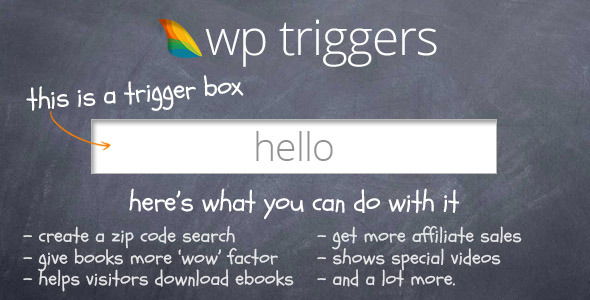 wp triggers
this is a trigger box
hello
here's what you can do with it
- create a zip code search
- give books more 'wow' factor
- helps visitors download ebooks
- get more affiliate sales
- shows special videos
- and a lot more.